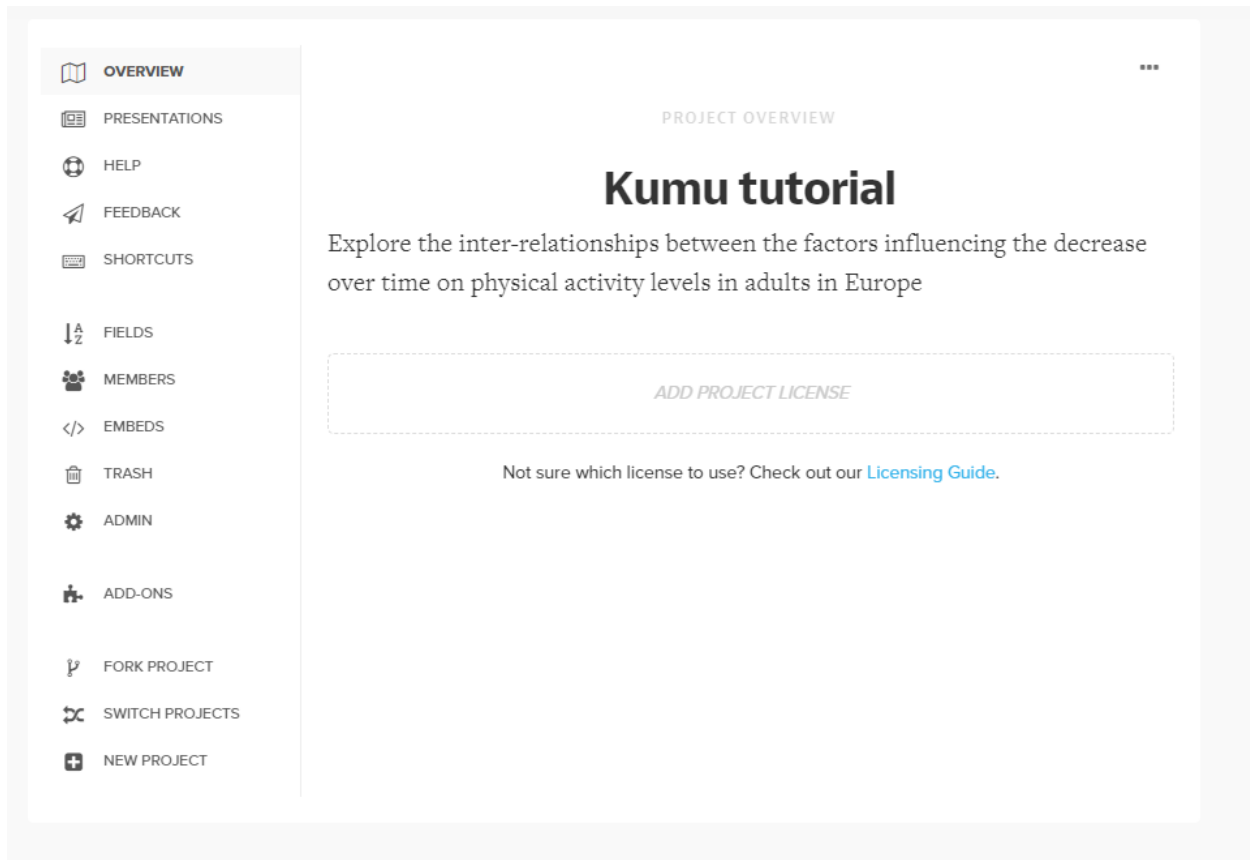 OVERVIEW
PRESENTATIONS
HELP
FEEDBACK
SHORTCUTS
FIELDS
MEMBERS
EMBEDS
TRASH
ADMIN
ADD-ONS
FORK PROJECT
SWITCH PROJECTS
NEW PROJECT
PROJECT OVERVIEW
Kumu tutorial
Explore the inter-relationships between the factors influencing the decrease
over time on physical activity levels in adults in Europe
ADD PROJECT LICENSE
Not sure which license to use? Check out our Licensing Guide.